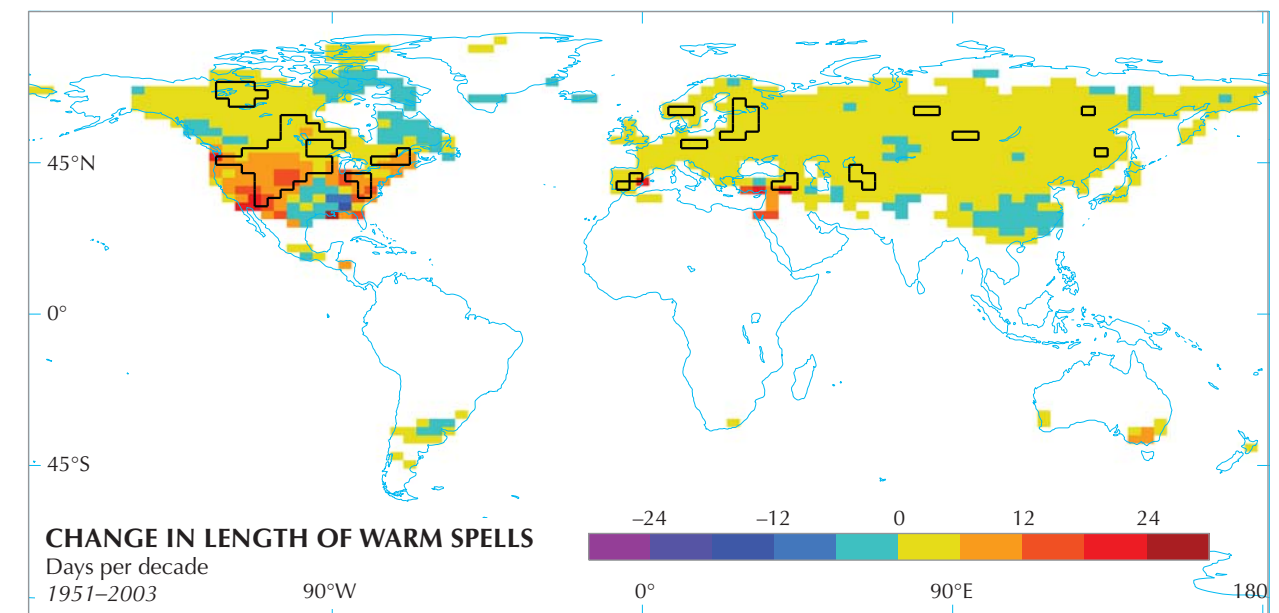 45°N
0°
45°S
–24 –12 0 12 24
CHANGE IN LENGTH OF WARM SPELLS
Days per decade
1951–2003 90°W 0° 90°E 180